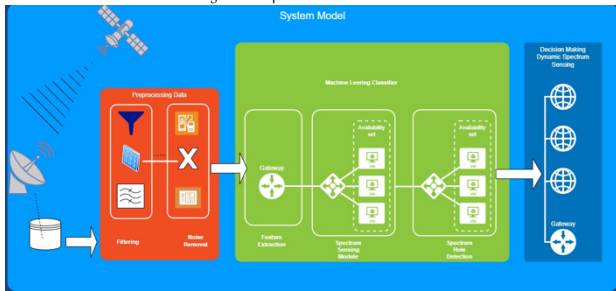 System Model
Preprocessing Data
Filtering
Noise
Removal
Machine Leering Classifier
Gateway
Feature
Extraction
Availability
set
Spectrum
Sensing
Module
Availability
set
Spectrum
Hole
Detection
Decision Making
Dynamic Spectrum
Sensing
Gateway